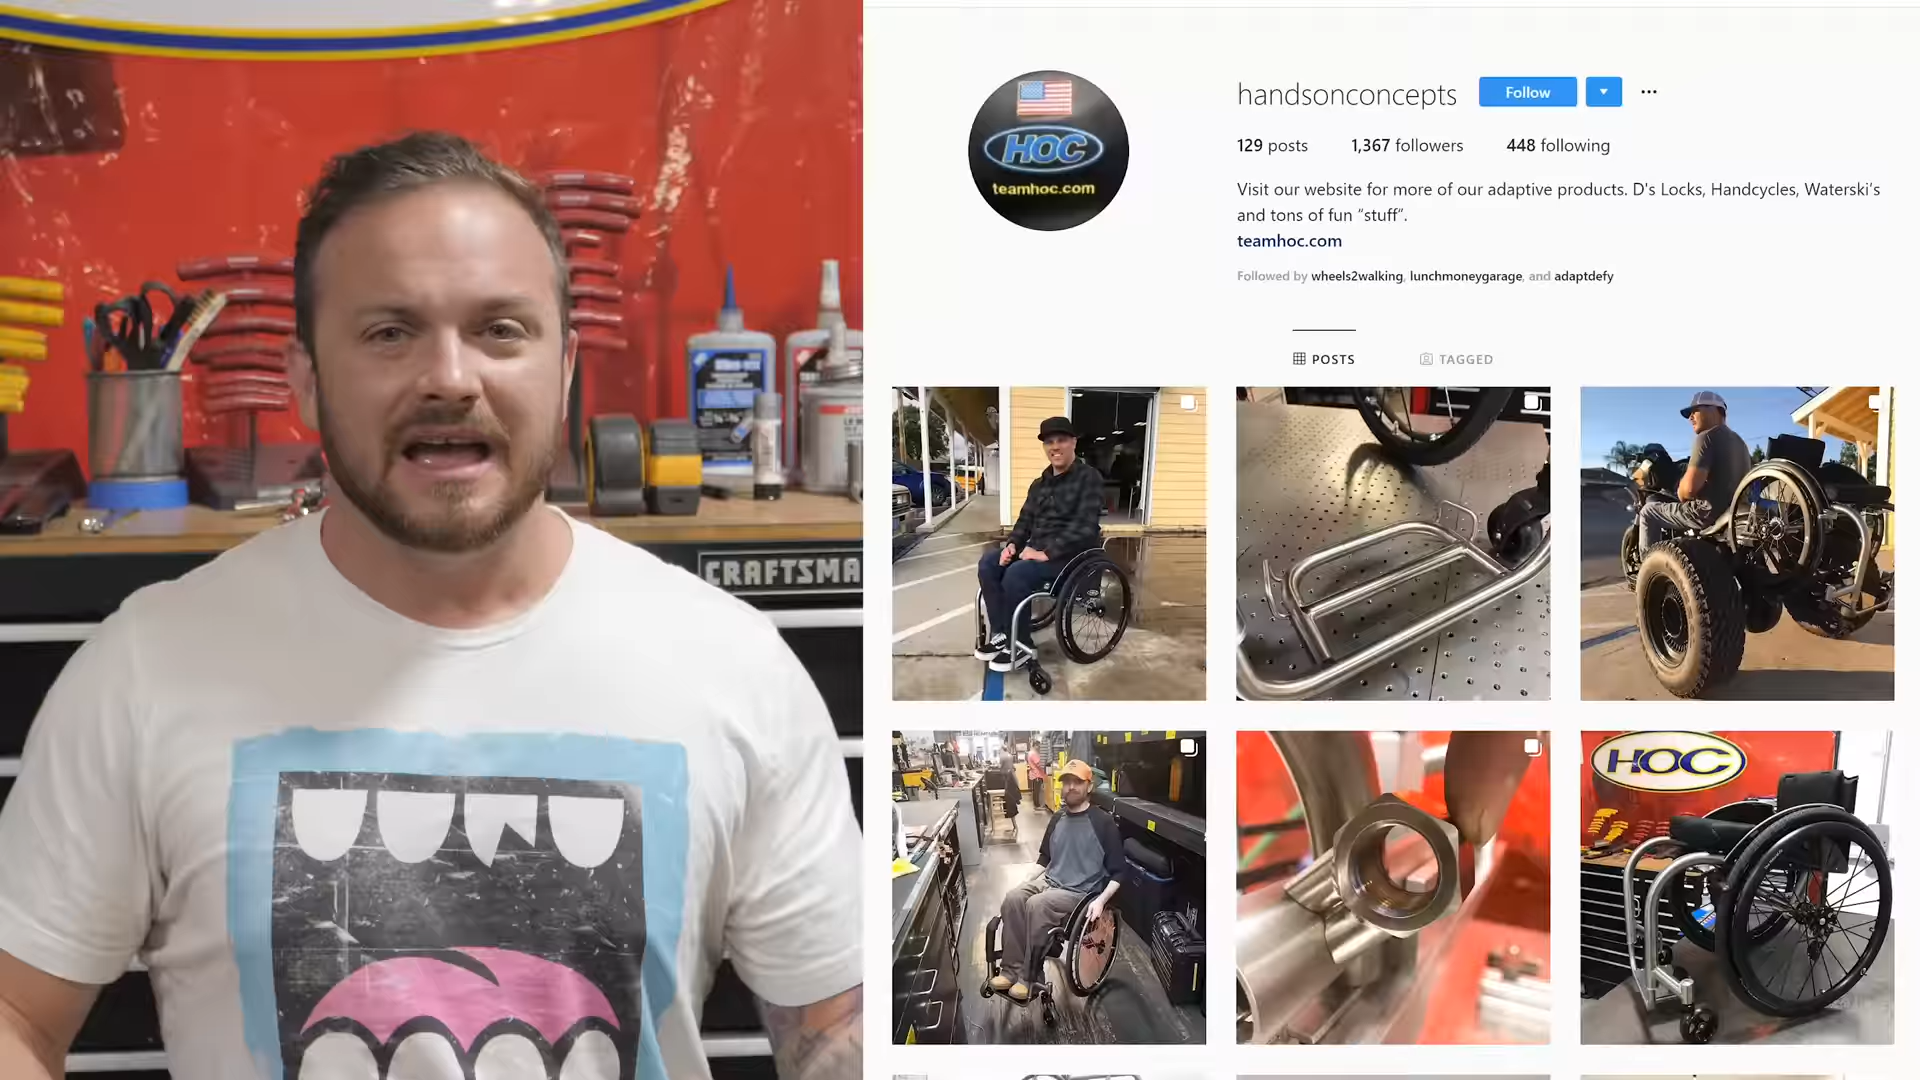 handsonconcepts
Follow
129 posts
1,367 followers
448 following
Visit our website for more of our adaptive products. D's Locks, Handcycles, Waterski's
and tons of fun “stuff”.
teamhoc.com
Followed by wheels2walking, lunchmoneygarage, and adaptdefy
HOC
teamhoc.com
POSTS
TAGGED
CRAFTSMA
HOC